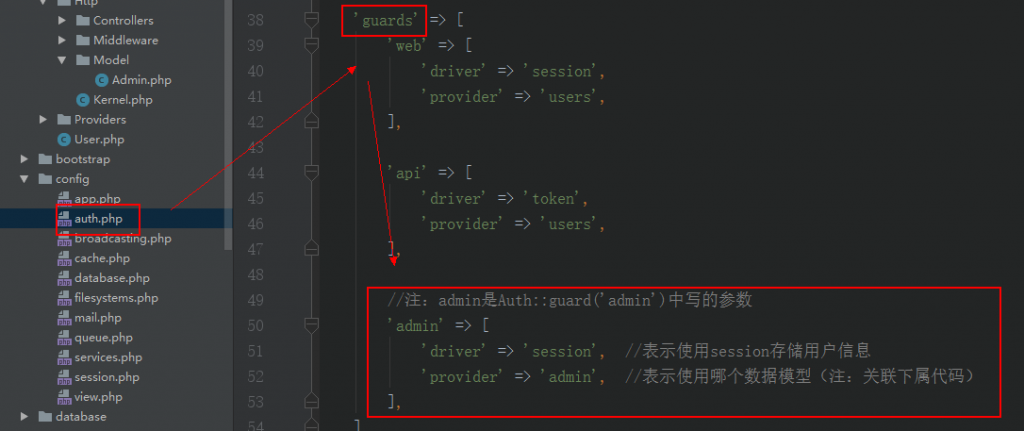 Http
Controllers
Middleware
Model
Admin.php
Kernel.php
Providers
User.php
bootstrap
config
app.php
auth.php
broadcasting.php
cache.php
database.php
filesystems.php
mail.php
queue.php
services.php
session.php
view.php
database
38 'guards' => [
39 'web' => [
40 'driver' => 'session',
41 'provider' => 'users',
42 ],
43
44 'api' => [
45 'driver' => 'token',
46 'provider' => 'users',
47 ],
48
49 //注：admin是Auth::guard('admin')中写的参数
50 'admin' => [
51 'driver' => 'session', //表示使用session存储用户信息
52 'provider' => 'admin', //表示使用哪个数据模型（注：关联下属代码）
53 ],
54 ]